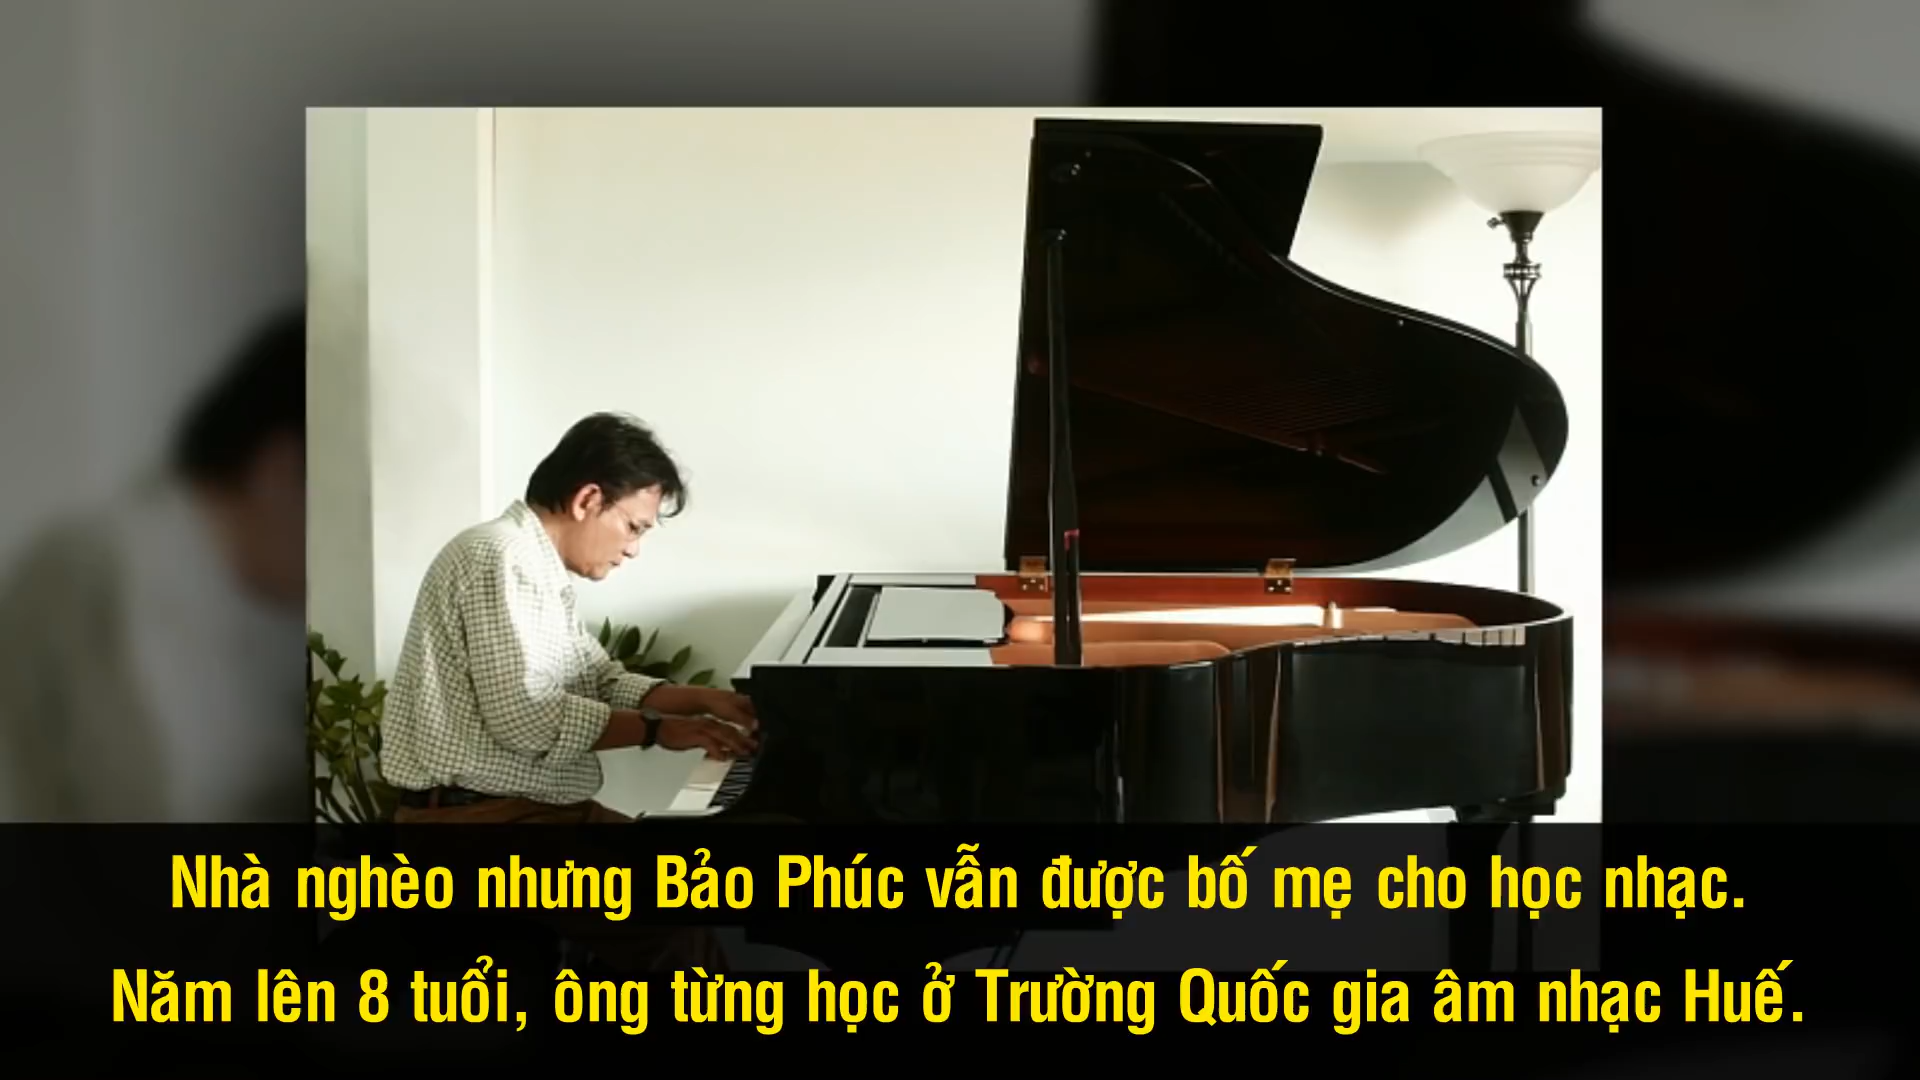 Nhà nghèo nhưng Bảo Phúc vẫn được bố mẹ cho học nhạc.
Năm lên 8 tuổi, ông từng học ở Trường Quốc gia âm nhạc Huế.